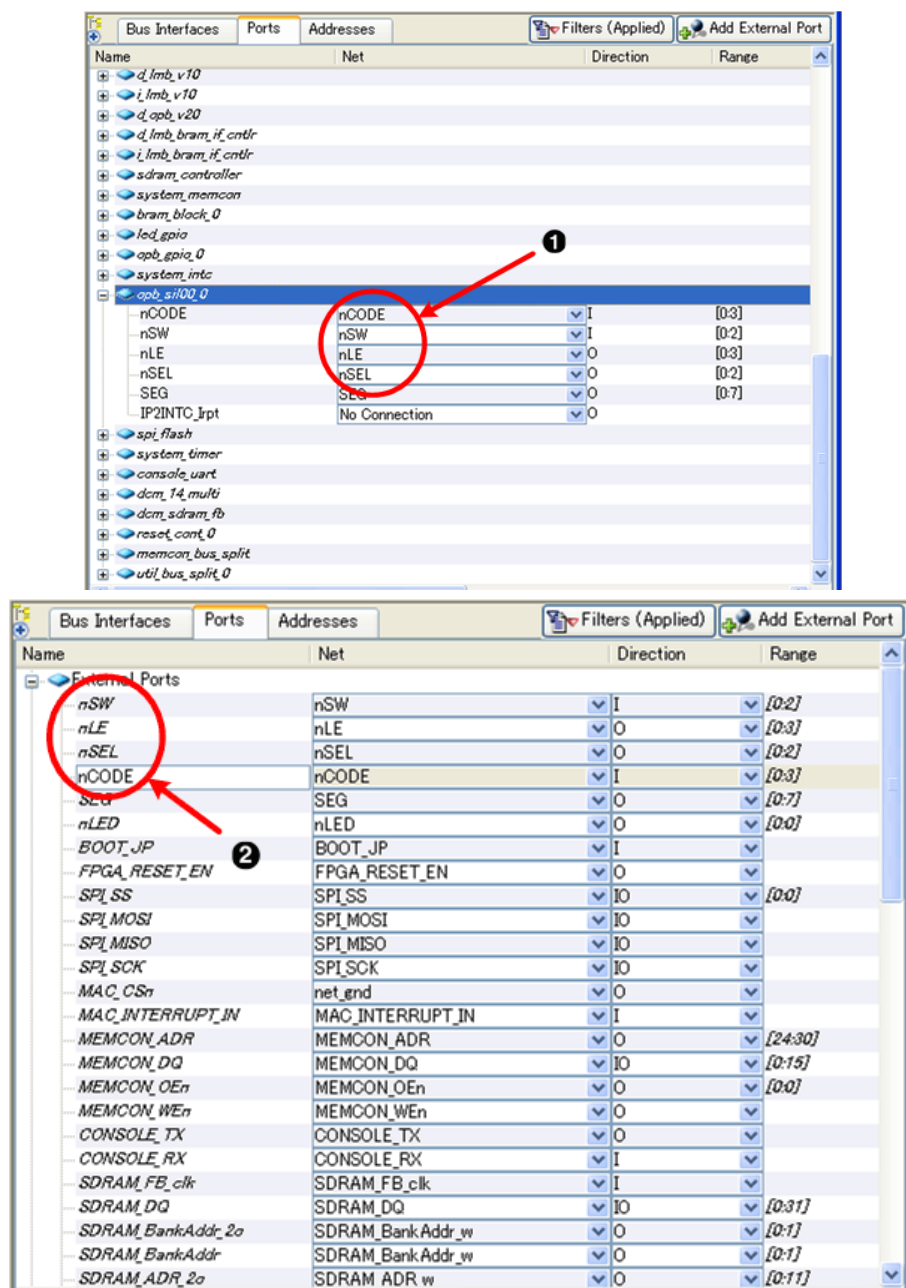 Bus Interfaces Ports Addresses Filters (Applied) Add External Port
Name Net Direction Range
d_lmb_v10
i_lmb_v10
d_opb_v20
d_lmb_bram_if_cntlr
i_lmb_bram_if_cntlr
sdram_controller
system_memcon
bram_block_0
led_gpio
opb_gpio_0
❶
system_intc
opb_sil00_0
nCODE nCODE I [0:3]
nSW nSW I [0:2]
nLE nLE O [0:3]
nSEL nSEL O [0:2]
SEG SEG O [0:7]
IP2INTC_Irpt No Connection O
spi_flash
system_timer
console_uart
dcm_14_multi
dcm_sdram_fb
reset_cont_0
memcon_bus_split
util_bus_split_0
Bus Interfaces Ports Addresses Filters (Applied) Add External Port
Name Net Direction Range
External Ports
nSW nSW I [0:2]
nLE nLE O [0:3]
nSEL nSEL O [0:2]
nCODE nCODE I [0:3]
SEG SEG O [0:7]
nLED nLED O [0:0]
❷
BOOT_JP BOOT_JP I
FPGA_RESET_EN FPGA_RESET_EN O
SPI_SS SPI_SS IO [0:0]
SPI_MOSI SPI_MOSI IO
SPI_MISO SPI_MISO IO
SPI_SCK SPI_SCK IO
MAC_CSn net_gnd O
MAC_INTERRUPT_IN MAC_INTERRUPT_IN I
MEMCON_ADR MEMCON_ADR O [24:30]
MEMCON_DQ MEMCON_DQ IO [0:15]
MEMCON_OEn MEMCON_OEn O [0:0]
MEMCON_WEn MEMCON_WEn O
CONSOLE_TX CONSOLE_TX O
CONSOLE_RX CONSOLE_RX I
SDRAM_FB_clk SDRAM_FB_clk I
SDRAM_DQ SDRAM_DQ IO [0:31]
SDRAM_BankAddr_2o SDRAM_BankAddr_w O [0:1]
SDRAM_BankAddr SDRAM_BankAddr_w O [0:1]
SDRAM_ADR_2o SDRAM_ADR_w O [0:11]